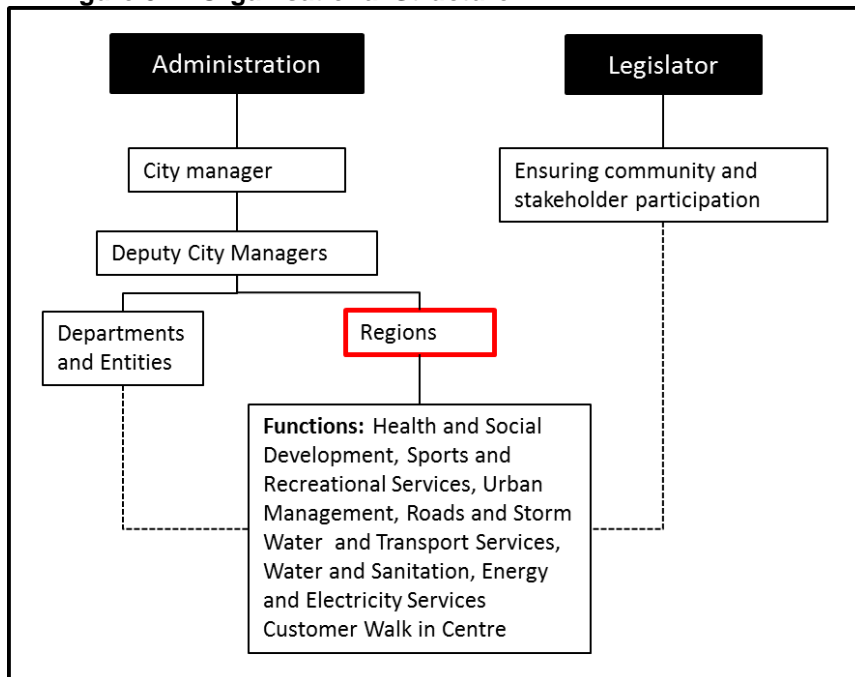 Organisational Structure
Administration
Legislator
City manager
Ensuring community and
stakeholder participation
Deputy City Managers
Departments
and Entities
Regions
Functions: Health and Social
Development, Sports and
Recreational Services, Urban
Management, Roads and Storm
Water and Transport Services,
Water and Sanitation, Energy
and Electricity Services
Customer Walk in Centre